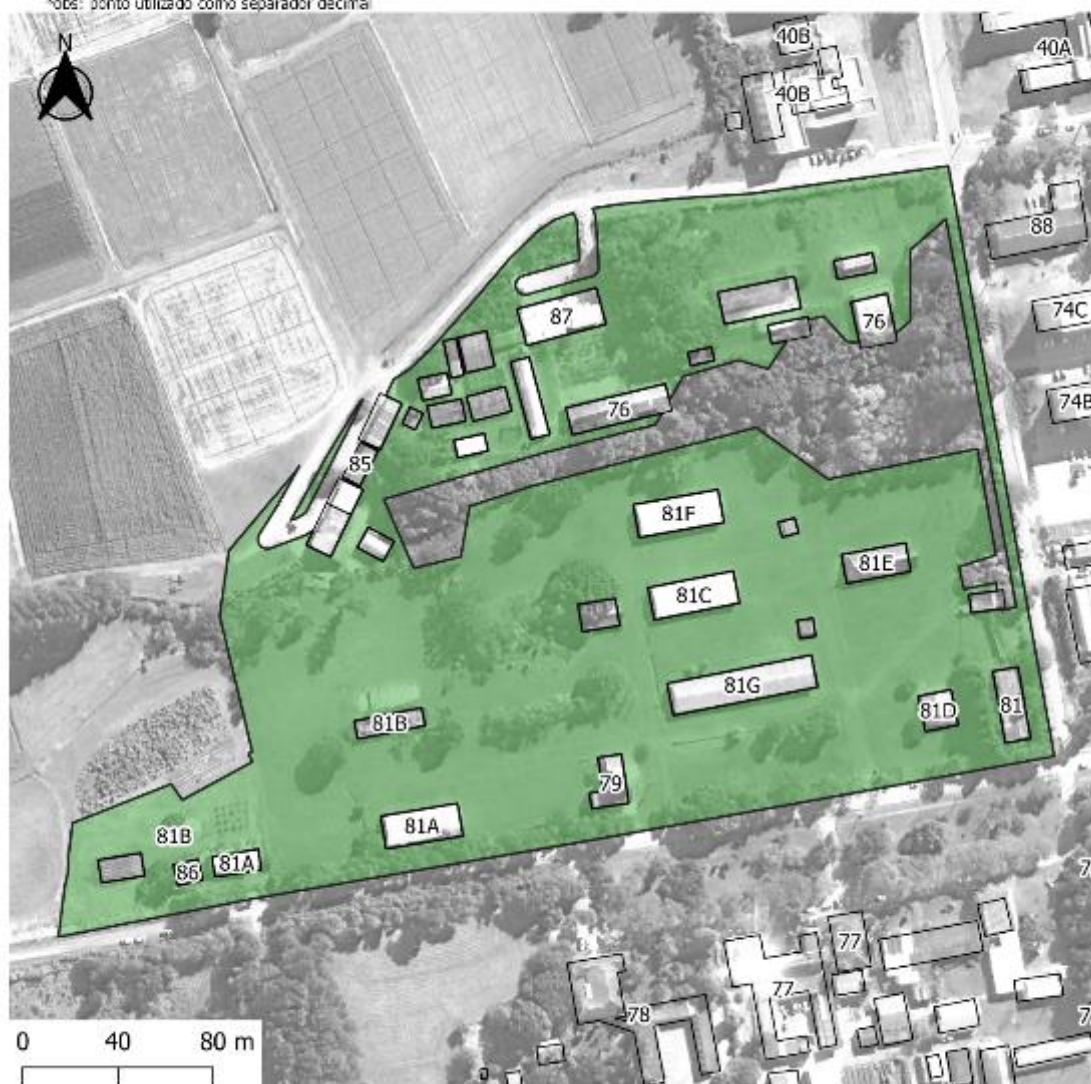 *obs: ponto utilizado como separador decimal
N
40B
40A
40B
88
87
74C
76
76
74B
85
81F
81E
81C
81G
81B
81D
81
79
81A
81B
81A
86
77
77
78
0 40 80 m